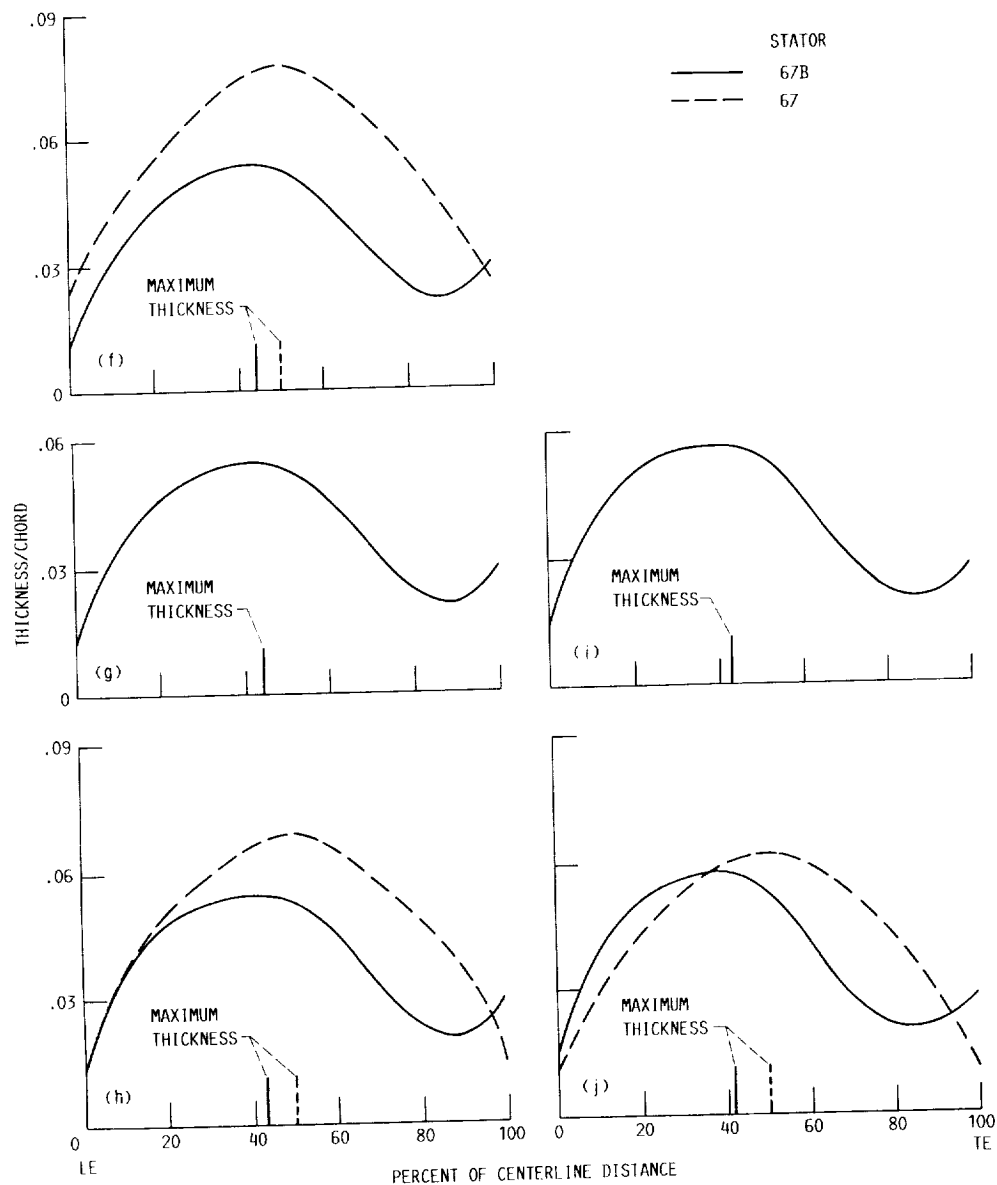 .09
STATOR
67B
67
.06
.03
MAXIMUM
THICKNESS
(f)
0
.06
THICKNESS/CHORD
.03
MAXIMUM
THICKNESS
(g)
0
MAXIMUM
THICKNESS
(i)
.09
.06
.03
MAXIMUM
THICKNESS
(h)
MAXIMUM
THICKNESS
(j)
0 20 40 60 80 100
LE
0 20 40 60 80 100
TE
PERCENT OF CENTERLINE DISTANCE